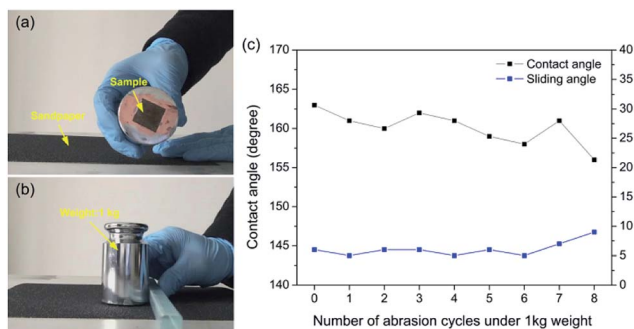 (a)
Sample
Sandpaper
(b)
Weight-1 kg
(c)
Contact angle
Sliding angle
Contact angle (degree)
170
165
160
155
150
145
140
40
35
30
25
20
15
10
5
0
0 1 2 3 4 5 6 7 8
Number of abrasion cycles under 1kg weight